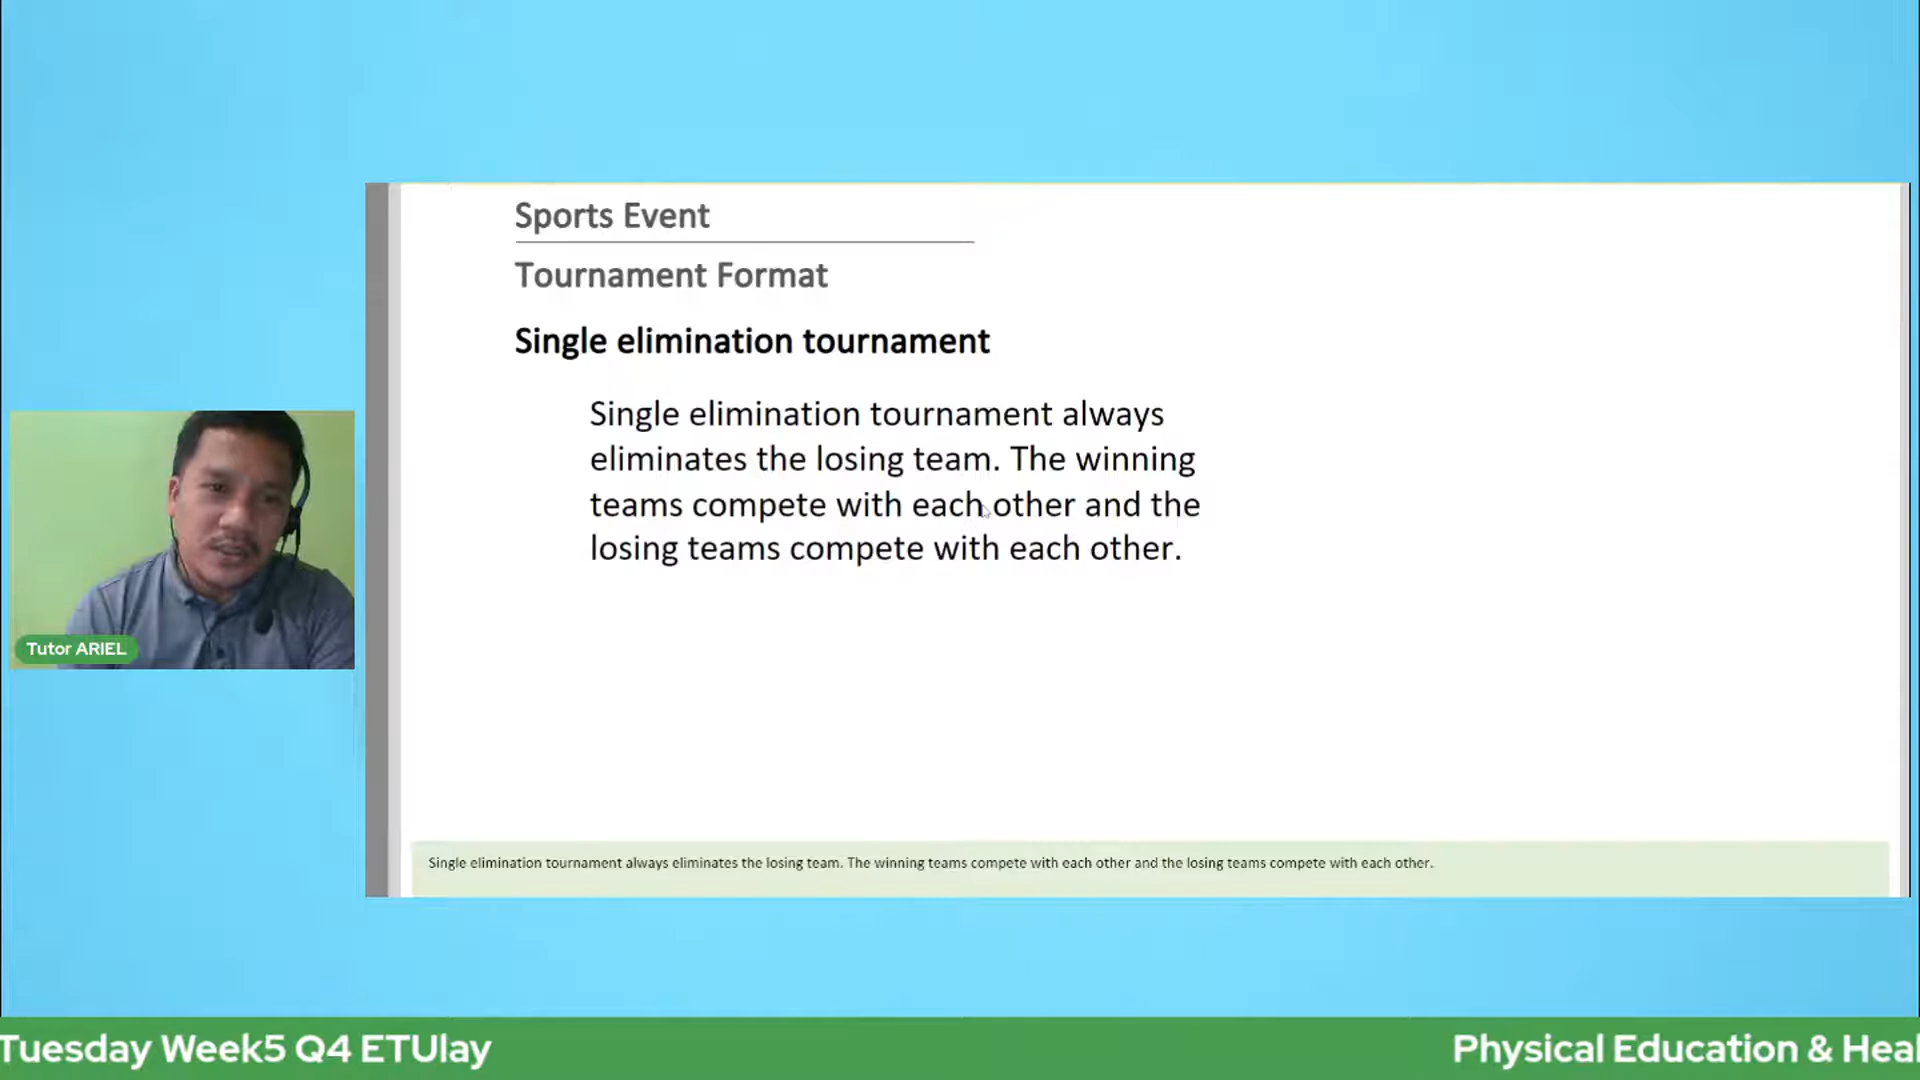 Sports Event
Tournament Format
Single elimination tournament
Single elimination tournament always
eliminates the losing team. The winning
teams compete with each other and the
losing teams compete with each other.
Tutor ARIEL
Single elimination tournament always eliminates the losing team. The winning teams compete with each other and the losing teams compete with each other.
Tuesday Week5 Q4 ETUlay
Physical Education & Heal